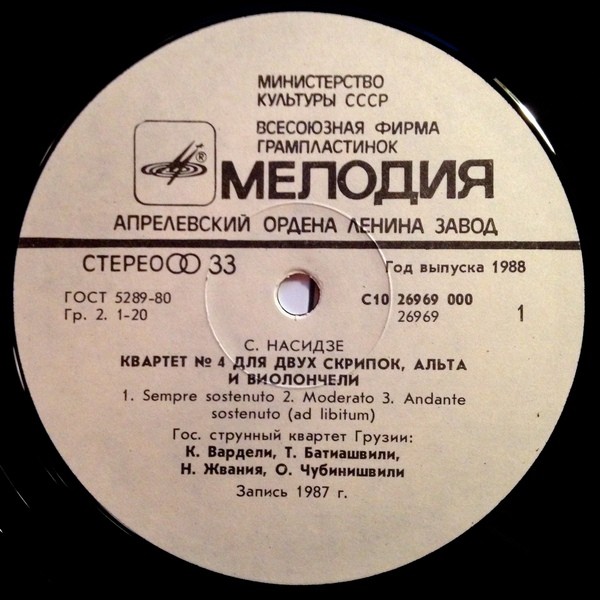 МИНИСТЕРСТВО
КУЛЬТУРЫ СССР
ВСЕСОЮЗНАЯ ФИРМА
ГРАМПЛАСТИНОК
® МЕЛОДИЯ
АПРЕЛЕВСКИЙ ОРДЕНА ЛЕНИНА ЗАВОД
СТЕРЕО 33 Год выпуска 1988
ГОСТ 5289-80 С10 26969 000
Гр. 2. 1-20 26969 1
С. НАСИДЗЕ
КВАРТЕТ № 4 ДЛЯ ДВУХ СКРИПОК, АЛЬТА
И ВИОЛОНЧЕЛИ
1. Sempre sostenuto 2. Moderato 3. Andante
sostenuto (ad libitum)
Гос. струнный квартет Грузии:
К. Вардели, Т. Батиашвили,
Н. Жвания, О. Чубинишвили
Запись 1987 г.